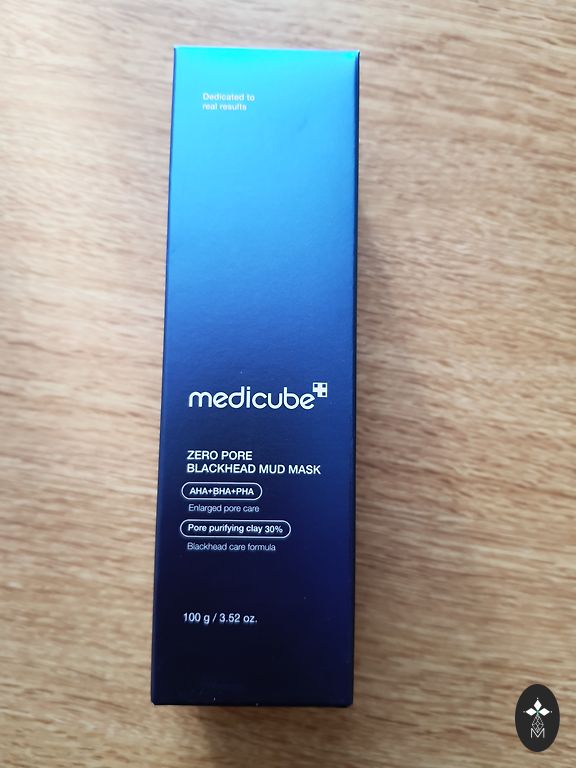 Dedicated to
real results
medicube
ZERO PORE
BLACKHEAD MUD MASK
AHA+BHA+PHA
Enlarged pore care
Pore purifying clay 30%
Blackhead care formula
100 g / 3.52 oz.
M